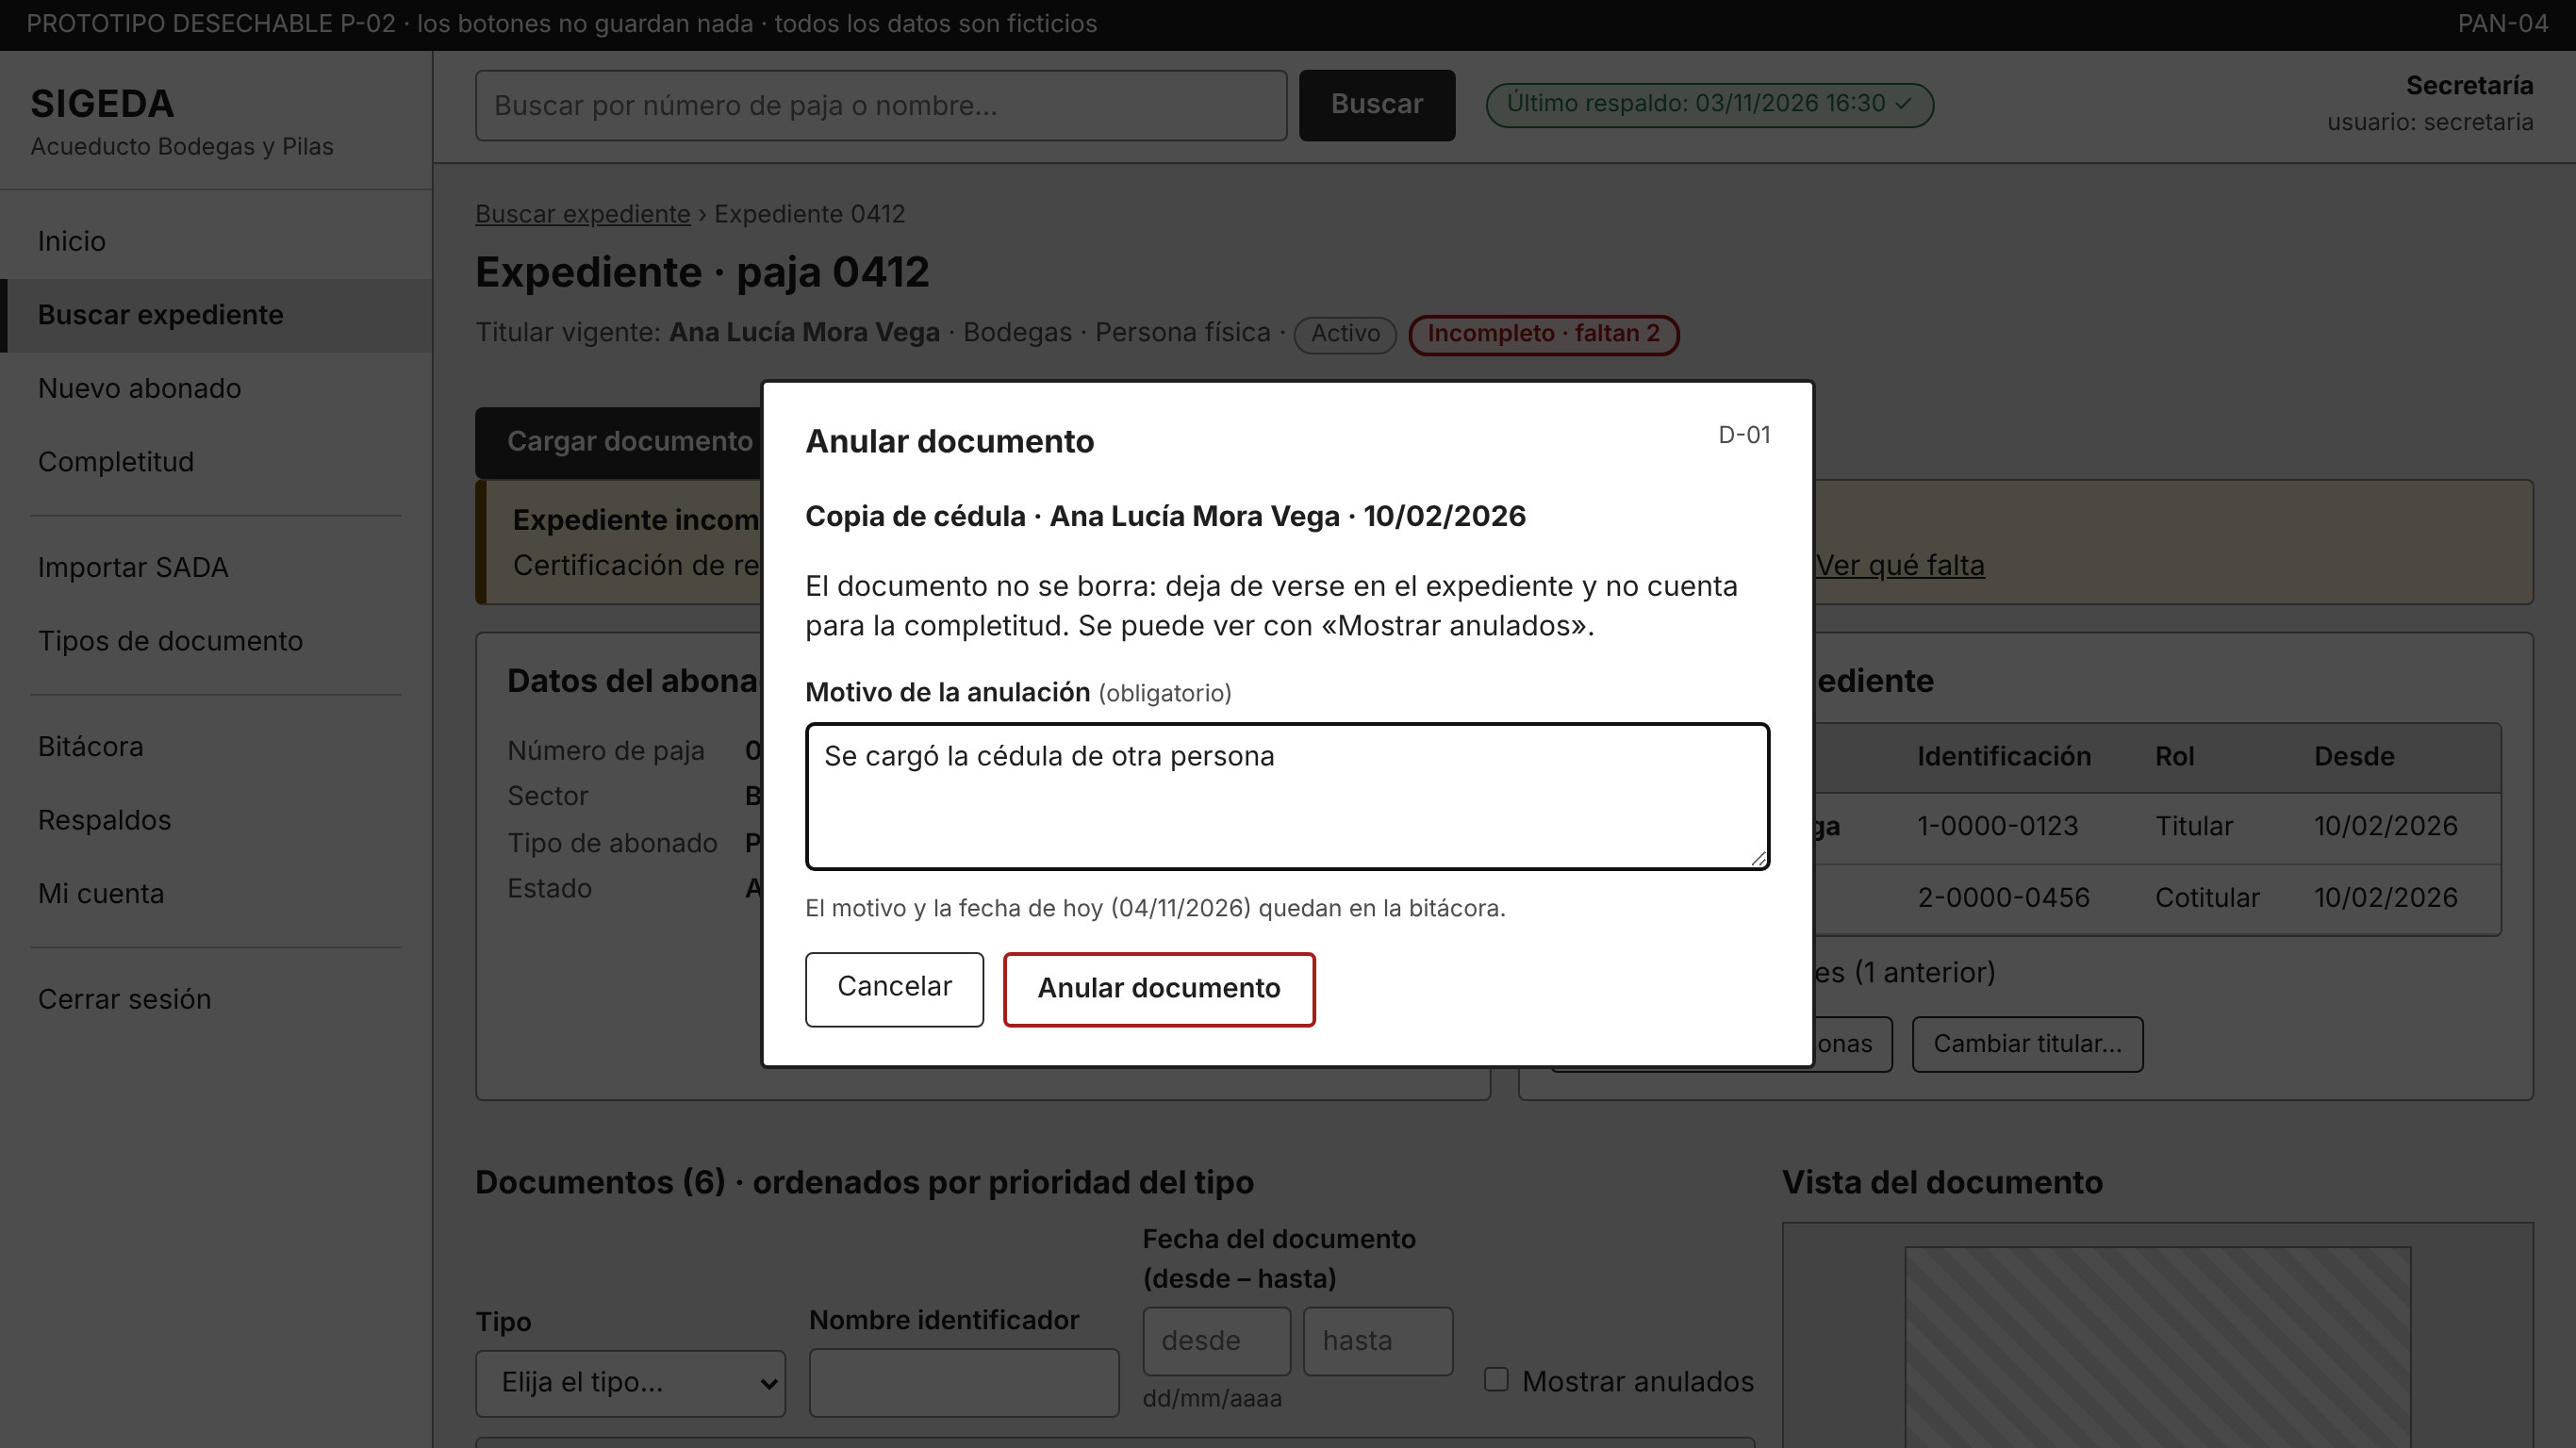 PROTOTIPO DESECHABLE P-02 · los botones no guardan nada · todos los datos son ficticios
PAN-04
SIGEDA
Acueducto Bodegas y Pilas
Buscar por número de paja o nombre...
Buscar
Último respaldo: 03/11/2026 16:30 ✓
Secretaría
usuario: secretaria
Inicio
Buscar expediente
Nuevo abonado
Completitud
Importar SADA
Tipos de documento
Bitácora
Respaldos
Mi cuenta
Cerrar sesión
Buscar expediente › Expediente 0412
Expediente · paja 0412
Titular vigente: Ana Lucía Mora Vega · Bodegas · Persona física · Activo Incompleto · faltan 2
Cargar documento
Expediente incom
Certificación de re
Ver qué falta
Anular documento
D-01
Copia de cédula · Ana Lucía Mora Vega · 10/02/2026
El documento no se borra: deja de verse en el expediente y no cuenta
para la completitud. Se puede ver con «Mostrar anulados».
Motivo de la anulación (obligatorio)
Se cargó la cédula de otra persona
El motivo y la fecha de hoy (04/11/2026) quedan en la bitácora.
Cancelar
Anular documento
Datos del abona
Número de paja
Sector
Tipo de abonado
Estado
ediente
Identificación Rol Desde
ga 1-0000-0123 Titular 10/02/2026
2-0000-0456 Cotitular 10/02/2026
es (1 anterior)
onas
Cambiar titular...
Documentos (6) · ordenados por prioridad del tipo
Tipo
Elija el tipo...
Nombre identificador
Fecha del documento
(desde – hasta)
desde
hasta
dd/mm/aaaa
Mostrar anulados
Vista del documento